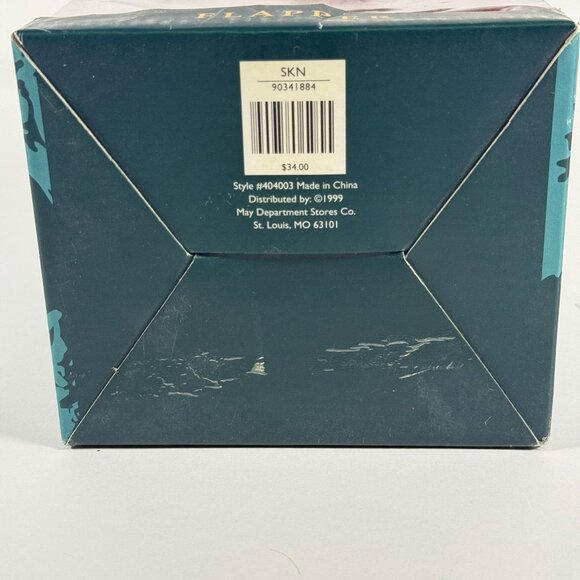 SKN
90341884
$34.00
Style #404003 Made in China
Distributed by: ©1999
May Department Stores Co.
St. Louis, MO 63101